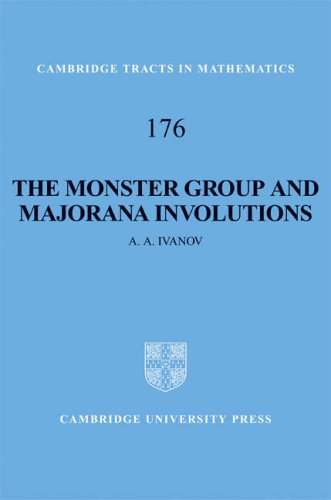 CAMBRIDGE TRACTS IN MATHEMATICS
176
THE MONSTER GROUP AND
MAJORANA INVOLUTIONS
A. A. IVANOV
CAMBRIDGE UNIVERSITY PRESS